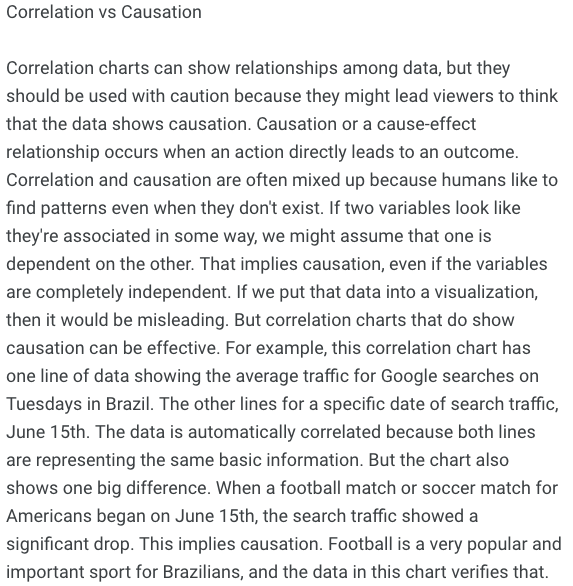 Correlation vs Causation
Correlation charts can show relationships among data, but they
should be used with caution because they might lead viewers to think
that the data shows causation. Causation or a cause-effect
relationship occurs when an action directly leads to an outcome.
Correlation and causation are often mixed up because humans like to
find patterns even when they don't exist. If two variables look like
they're associated in some way, we might assume that one is
dependent on the other. That implies causation, even if the variables
are completely independent. If we put that data into a visualization,
then it would be misleading. But correlation charts that do show
causation can be effective. For example, this correlation chart has
one line of data showing the average traffic for Google searches on
Tuesdays in Brazil. The other lines for a specific date of search traffic,
June 15th. The data is automatically correlated because both lines
are representing the same basic information. But the chart also
shows one big difference. When a football match or soccer match for
Americans began on June 15th, the search traffic showed a
significant drop. This implies causation. Football is a very popular and
important sport for Brazilians, and the data in this chart verifies that.